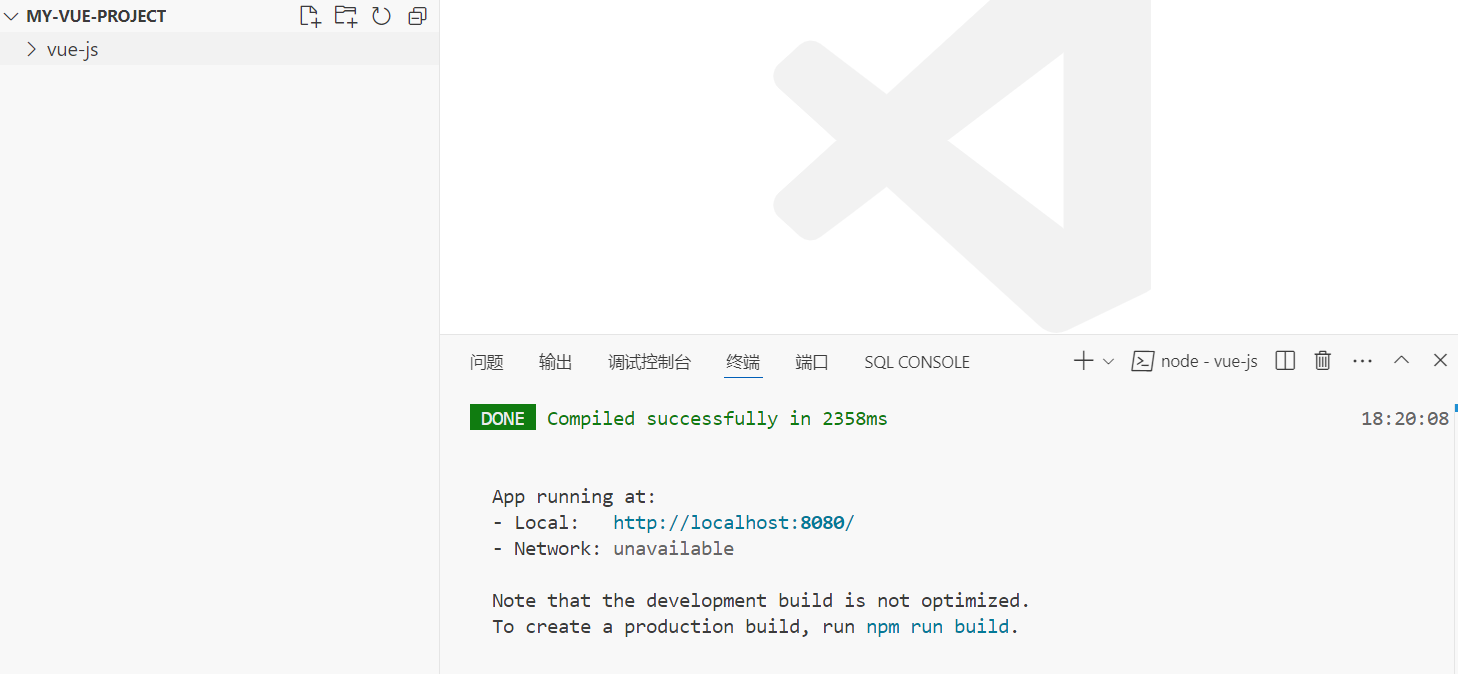 MY-VUE-PROJECT
vue-js
问题 输出 调试控制台 终端 端口 SQL CONSOLE node - vue-js
DONE Compiled successfully in 2358ms 18:20:08
App running at:
- Local: http://localhost:8080/
- Network: unavailable
Note that the development build is not optimized.
To create a production build, run npm run build.